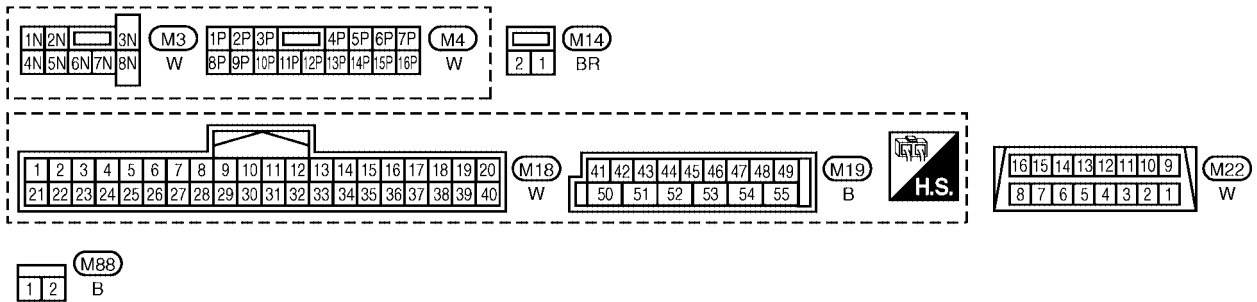 1N 2N 3N M3 1P 2P 3P 4P 5P 6P 7P M4 M14
4N 5N 6N 7N 8N W 8P 9P 10P 11P 12P 13P 14P 15P 16P W 2 1 BR
1 2 3 4 5 6 7 8 9 10 11 12 13 14 15 16 17 18 19 20 M18 41 42 43 44 45 46 47 48 49 M19 16 15 14 13 12 11 10 9 M22
21 22 23 24 25 26 27 28 29 30 31 32 33 34 35 36 37 38 39 40 W 50 51 52 53 54 55 B H.S. 8 7 6 5 4 3 2 1 W
M88
1 2 B